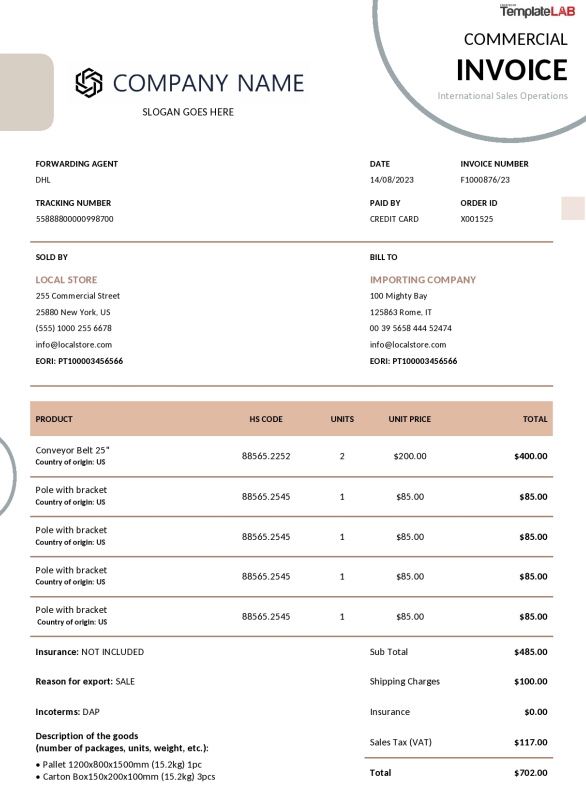 TemplateLAB
COMMERCIAL
INVOICE
International Sales Operations
COMPANY NAME
SLOGAN GOES HERE
FORWARDING AGENT
DHL
DATE
14/08/2023
INVOICE NUMBER
F1000876/23
TRACKING NUMBER
55888800000998700
PAID BY
CREDIT CARD
ORDER ID
X001525
SOLD BY
LOCAL STORE
255 Commercial Street
25880 New York, US
(555) 1000 255 6678
info@localstore.com
EORI: PT100003456566
BILL TO
IMPORTING COMPANY
100 Mighty Bay
125863 Rome, IT
00 39 5658 444 52474
info@localstore.com
EORI: PT100003456566
PRODUCT HS CODE UNITS UNIT PRICE TOTAL
Conveyor Belt 25" 88565.2252 2 $200.00 $400.00
Country of origin: US
Pole with bracket 88565.2545 1 $85.00 $85.00
Country of origin: US
Pole with bracket 88565.2545 1 $85.00 $85.00
Country of origin: US
Pole with bracket 88565.2545 1 $85.00 $85.00
Country of origin: US
Pole with bracket 88565.2545 1 $85.00 $85.00
Country of origin: US
Insurance: NOT INCLUDED
Reason for export: SALE
Incoterms: DAP
Description of the goods
(number of packages, units, weight, etc.):
• Pallet 1200x800x1500mm (15.2kg) 1pc
• Carton Box150x200x100mm (15.2kg) 3pcs
Sub Total $485.00
Shipping Charges $100.00
Insurance $0.00
Sales Tax (VAT) $117.00
Total $702.00